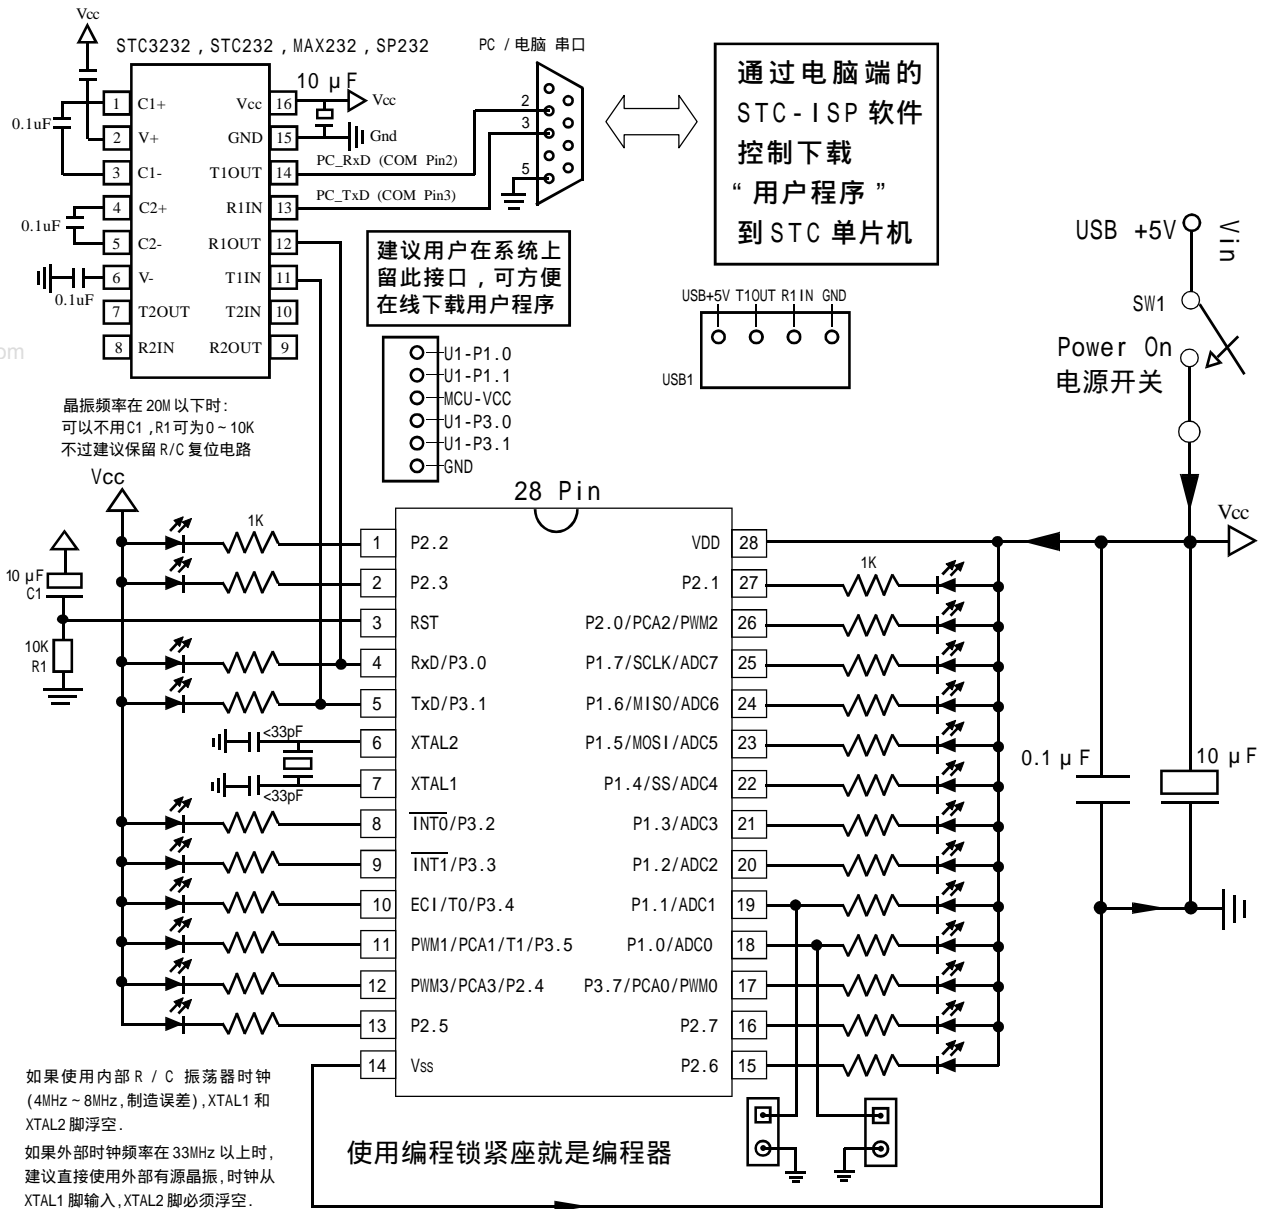 Vcc
STC3232 , STC232 , MAX232 , SP232
PC / 电脑 串口
10 μF
1 C1+
Vcc 16
Vcc
0.1uF
2 V+
GND 15
Gnd
3 C1-
T1OUT 14
PC_RxD (COM Pin2)
4 C2+
R1IN 13
PC_TxD (COM Pin3)
0.1uF
5 C2-
R1OUT 12
6 V-
T1IN 11
0.1uF
7 T2OUT
T2IN 10
8 R2IN
R2OUT 9
2
3
5
通过电脑端的
STC-ISP 软件
控制下载
“用户程序”
到 STC 单片机
建议用户在系统上
留此接口，可方便
在线下载用户程序
U1-P1.0
U1-P1.1
MCU-VCC
U1-P3.0
U1-P3.1
GND
USB+5V T1OUT R1IN GND
USB1
USB +5V
Vin
SW1
Power On
电源开关
Vcc
om
晶振频率在 20M 以下时:
可以不用C1 ,R1可为0~10K
不过建议保留 R/C 复位电路
Vcc
10 μF
C1
10K
R1
1K
<33pF
<33pF
28 Pin
1 P2.2
2 P2.3
3 RST
4 RxD/P3.0
5 TxD/P3.1
6 XTAL2
7 XTAL1
8 INT0/P3.2
9 INT1/P3.3
10 ECI/T0/P3.4
11 PWM1/PCA1/T1/P3.5
12 PWM3/PCA3/P2.4
13 P2.5
14 Vss
VDD 28
P2.1 27
P2.0/PCA2/PWM2 26
P1.7/SCLK/ADC7 25
P1.6/MISO/ADC6 24
P1.5/MOSI/ADC5 23
P1.4/SS/ADC4 22
P1.3/ADC3 21
P1.2/ADC2 20
P1.1/ADC1 19
P1.0/ADC0 18
P3.7/PCA0/PWM0 17
P2.7 16
P2.6 15
1K
0.1 μF
10 μF
如果使用内部 R / C 振荡器时钟
(4MHz~8MHz,制造误差),XTAL1 和
XTAL2 脚浮空.
如果外部时钟频率在 33MHz 以上时,
建议直接使用外部有源晶振,时钟从
XTAL1 脚输入,XTAL2 脚必须浮空.
使用编程锁紧座就是编程器